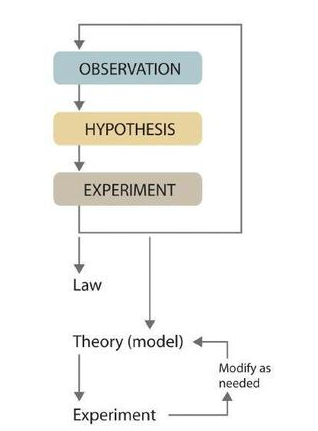 OBSERVATION
HYPOTHESIS
EXPERIMENT
Law
Theory (model)
Modify as
needed
Experiment